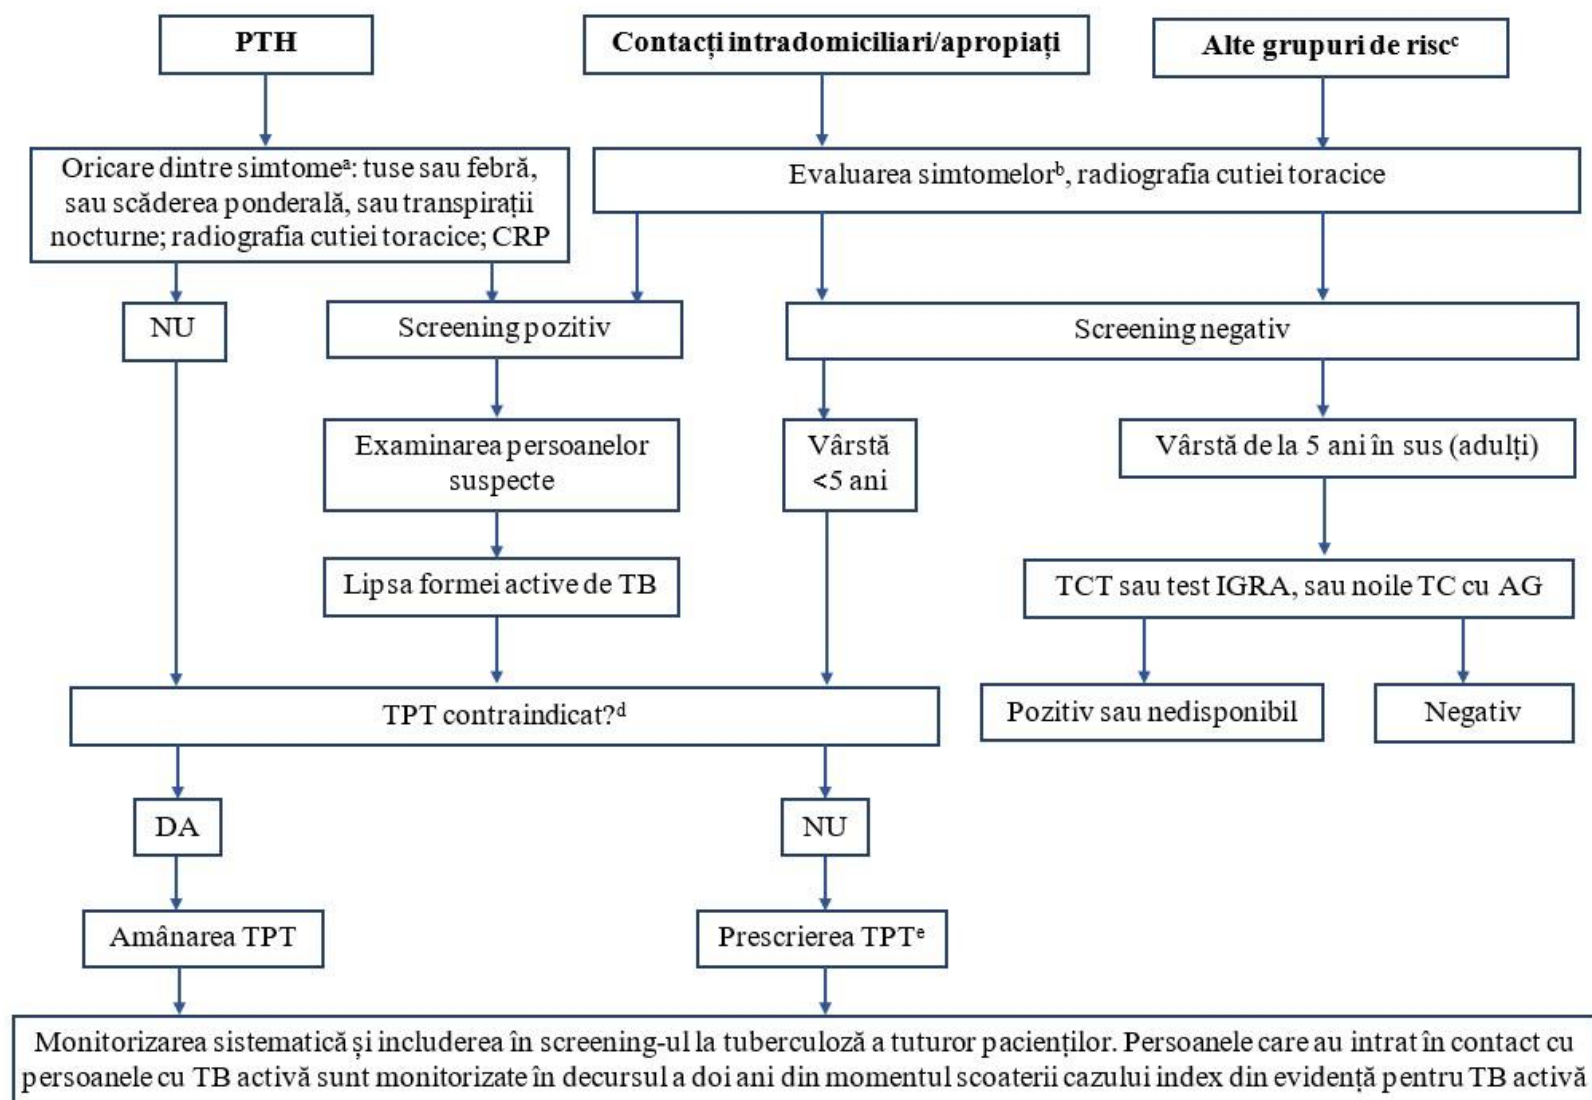 PTH
Contacți intradomiciliari/apropiați
Alte grupuri de riscᶜ
Oricare dintre simtomeᵃ: tuse sau febră,
sau scăderea ponderală, sau transpirații
nocturne; radiografia cutiei toracice; CRP
Evaluarea simtomelorᵇ, radiografia cutiei toracice
NU
Screening pozitiv
Screening negativ
Examinarea persoanelor
suspecte
Vârstă
<5 ani
Vârstă de la 5 ani în sus (adulți)
Lipsa formei active de TB
TCT sau test IGRA, sau noile TC cu AG
TPT contraindicat?ᵈ
Pozitiv sau nedisponibil
Negativ
DA
NU
Amânarea TPT
Prescrierea TPTᵉ
Monitorizarea sistematică și includerea în screening-ul la tuberculoză a tuturor pacienților. Persoanele care au intrat în contact cu
persoanele cu TB activă sunt monitorizate în decursul a doi ani din momentul scoaterii cazului index din evidență pentru TB activă